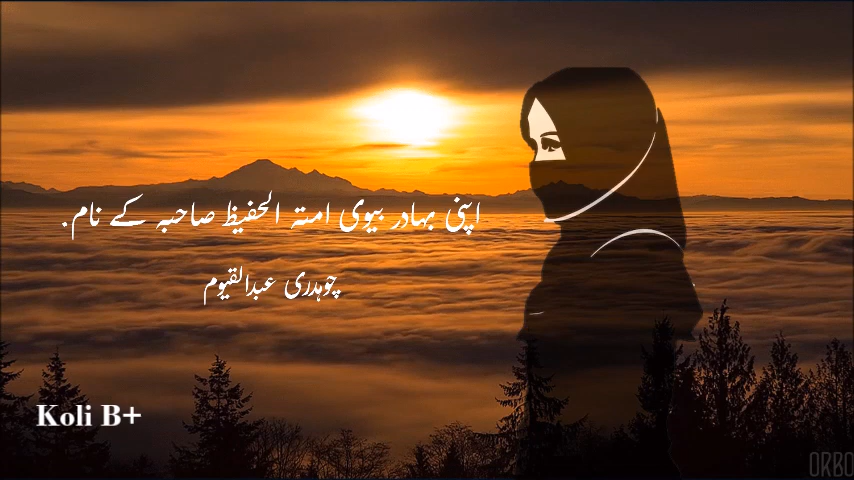 اپنی بہادر بیوی امتہ الحفیظ صاحبہ کے نام.
چوہدری عبدالقیوم
Koli B+
ORBO